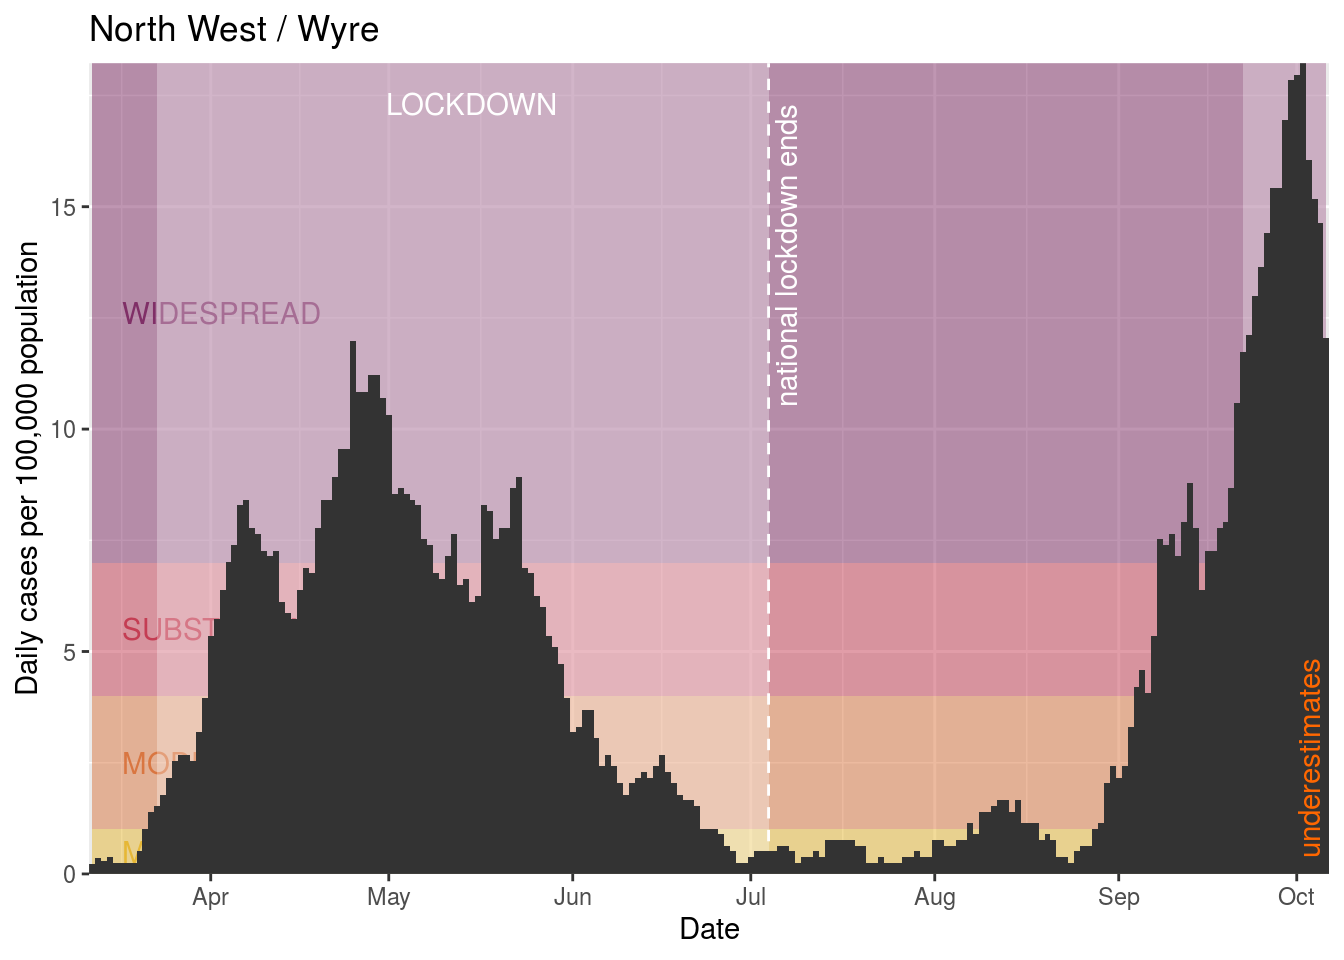 North West / Wyre
LOCKDOWN
national lockdown ends
WIDESPREAD
SUBST
MO
M
underestimates
Daily cases per 100,000 population
15
10
5
0
Apr
May
Jun
Jul
Aug
Sep
Oct
Date